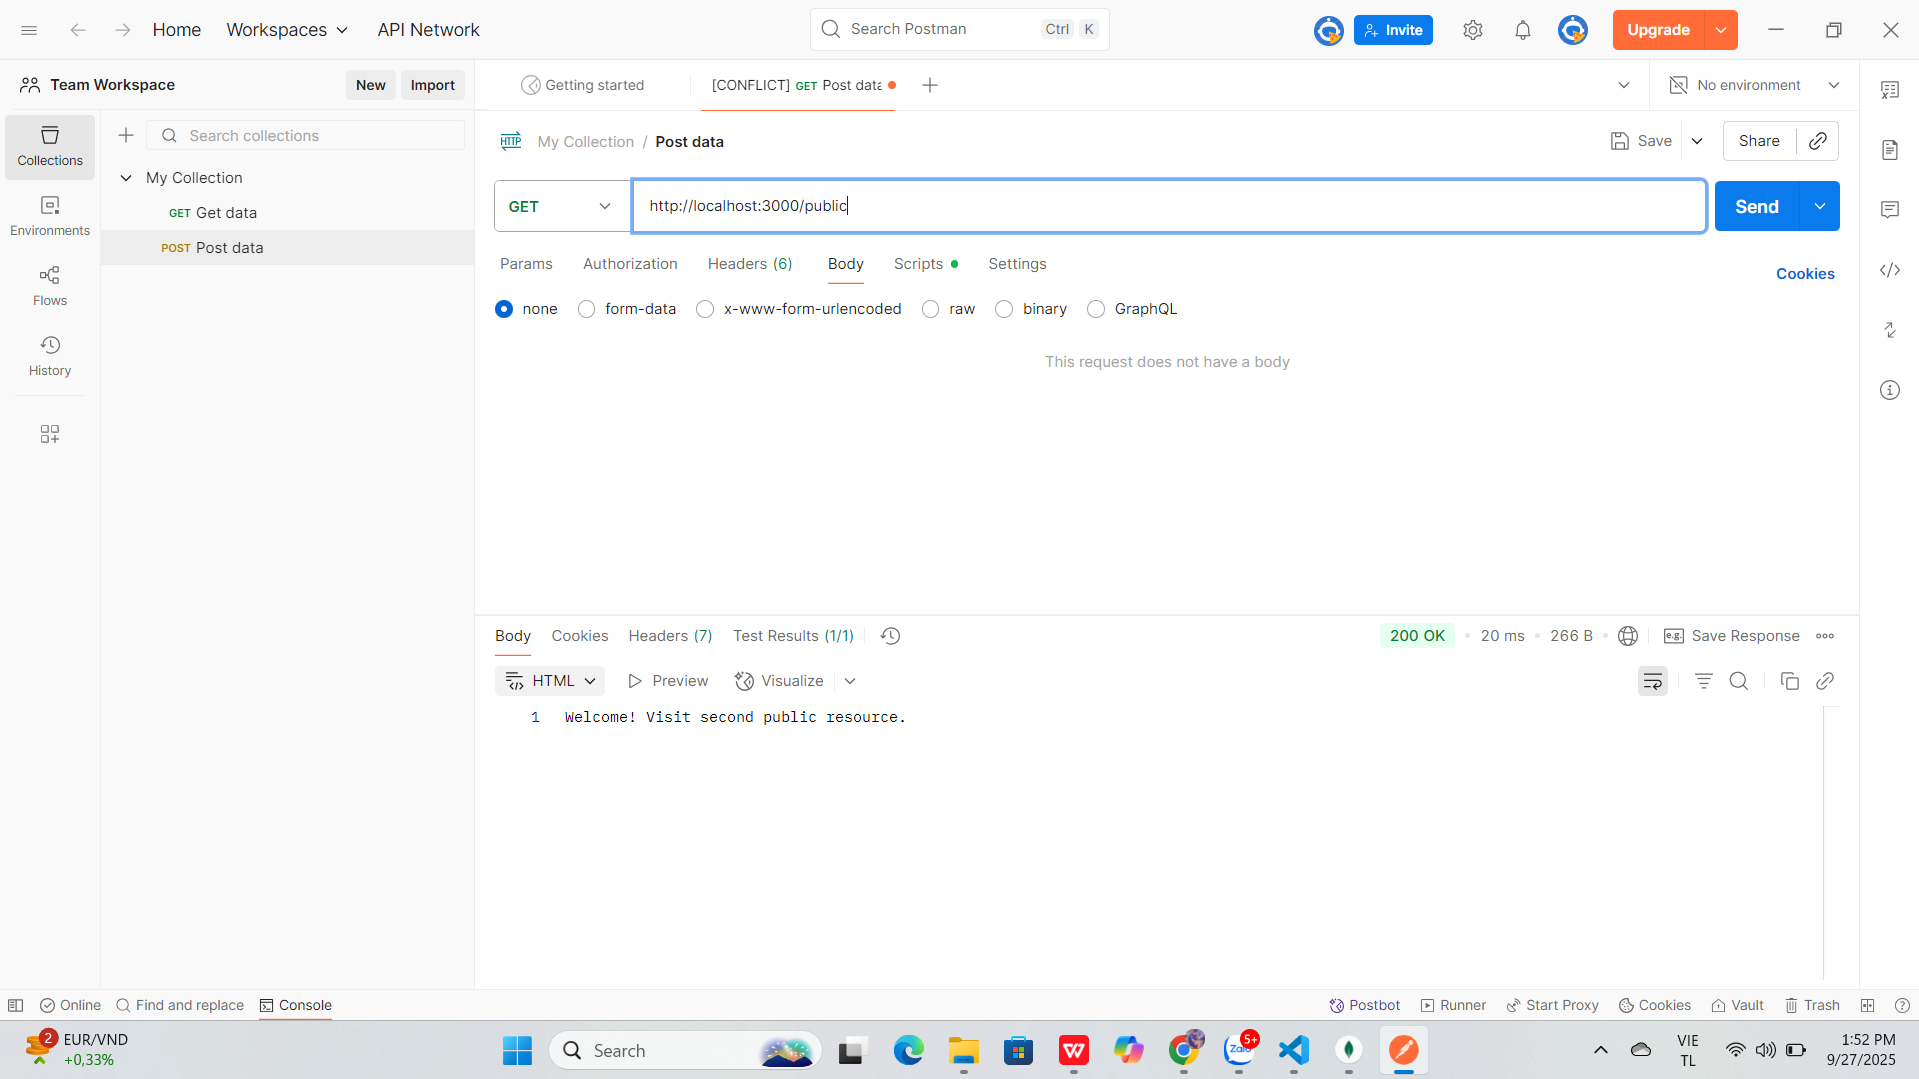 Home Workspaces API Network Search Postman Ctrl K Invite Upgrade
Team Workspace New Import Getting started [CONFLICT] GET Post data No environment
Collections
Search collections
HTTP My Collection / Post data Save Share
My Collection
GET Get data
POST Post data
GET http://localhost:3000/public Send
Environments
Params Authorization Headers (6) Body Scripts Settings Cookies
Flows
none form-data x-www-form-urlencoded raw binary GraphQL
History
This request does not have a body
Body Cookies Headers (7) Test Results (1/1) 200 OK 20 ms 266 B e.g. Save Response
HTML Preview Visualize
1 Welcome! Visit second public resource.
Online Find and replace Console Postbot Runner Start Proxy Cookies Vault Trash
2 EUR/VND
+0,33%
Search
Zalo 5+
VIE
TL
1:52 PM
9/27/2025